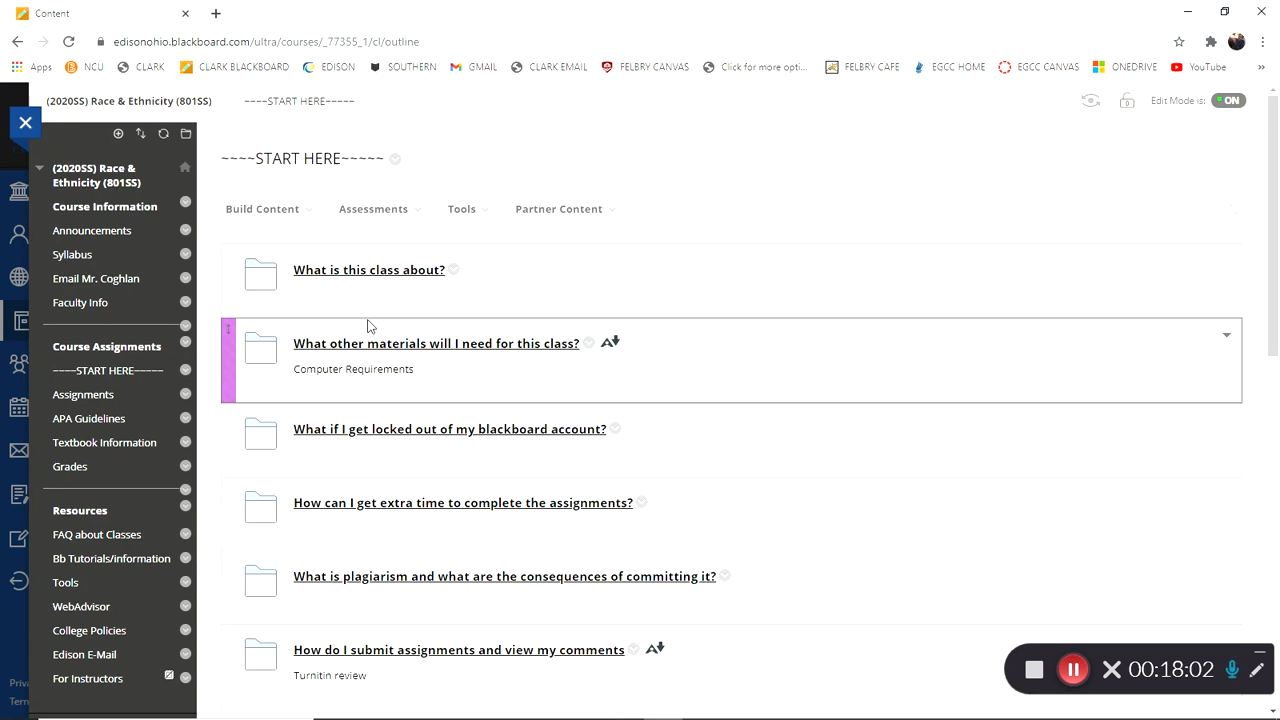 Content
edisonohio.blackboard.com/ultra/courses/_77355_1/cl/outline
Apps NCU CLARK CLARK BLACKBOARD EDISON SOUTHERN GMAIL CLARK EMAIL FELBRY CANVAS Click for more opti... FELBRY CAFE EGCC HOME EGCC CANVAS ONEDRIVE YouTube »
(2020SS) Race & Ethnicity (801SS) ~~~~START HERE~~~~~ Edit Mode is: ON
(2020SS) Race &
Ethnicity (801SS)
Course Information
Announcements
Syllabus
Email Mr. Coghlan
Faculty Info
Course Assignments
~~~~START HERE~~~~~
Assignments
APA Guidelines
Textbook Information
Grades
Resources
FAQ about Classes
Bb Tutorials/information
Tools
WebAdvisor
College Policies
Edison E-Mail
For Instructors
Priva
Term
~~~~START HERE~~~~~
Build Content Assessments Tools Partner Content
What is this class about?
What other materials will I need for this class?
Computer Requirements
What if I get locked out of my blackboard account?
How can I get extra time to complete the assignments?
What is plagiarism and what are the consequences of committing it?
How do I submit assignments and view my comments
Turnitin review
00:18:02